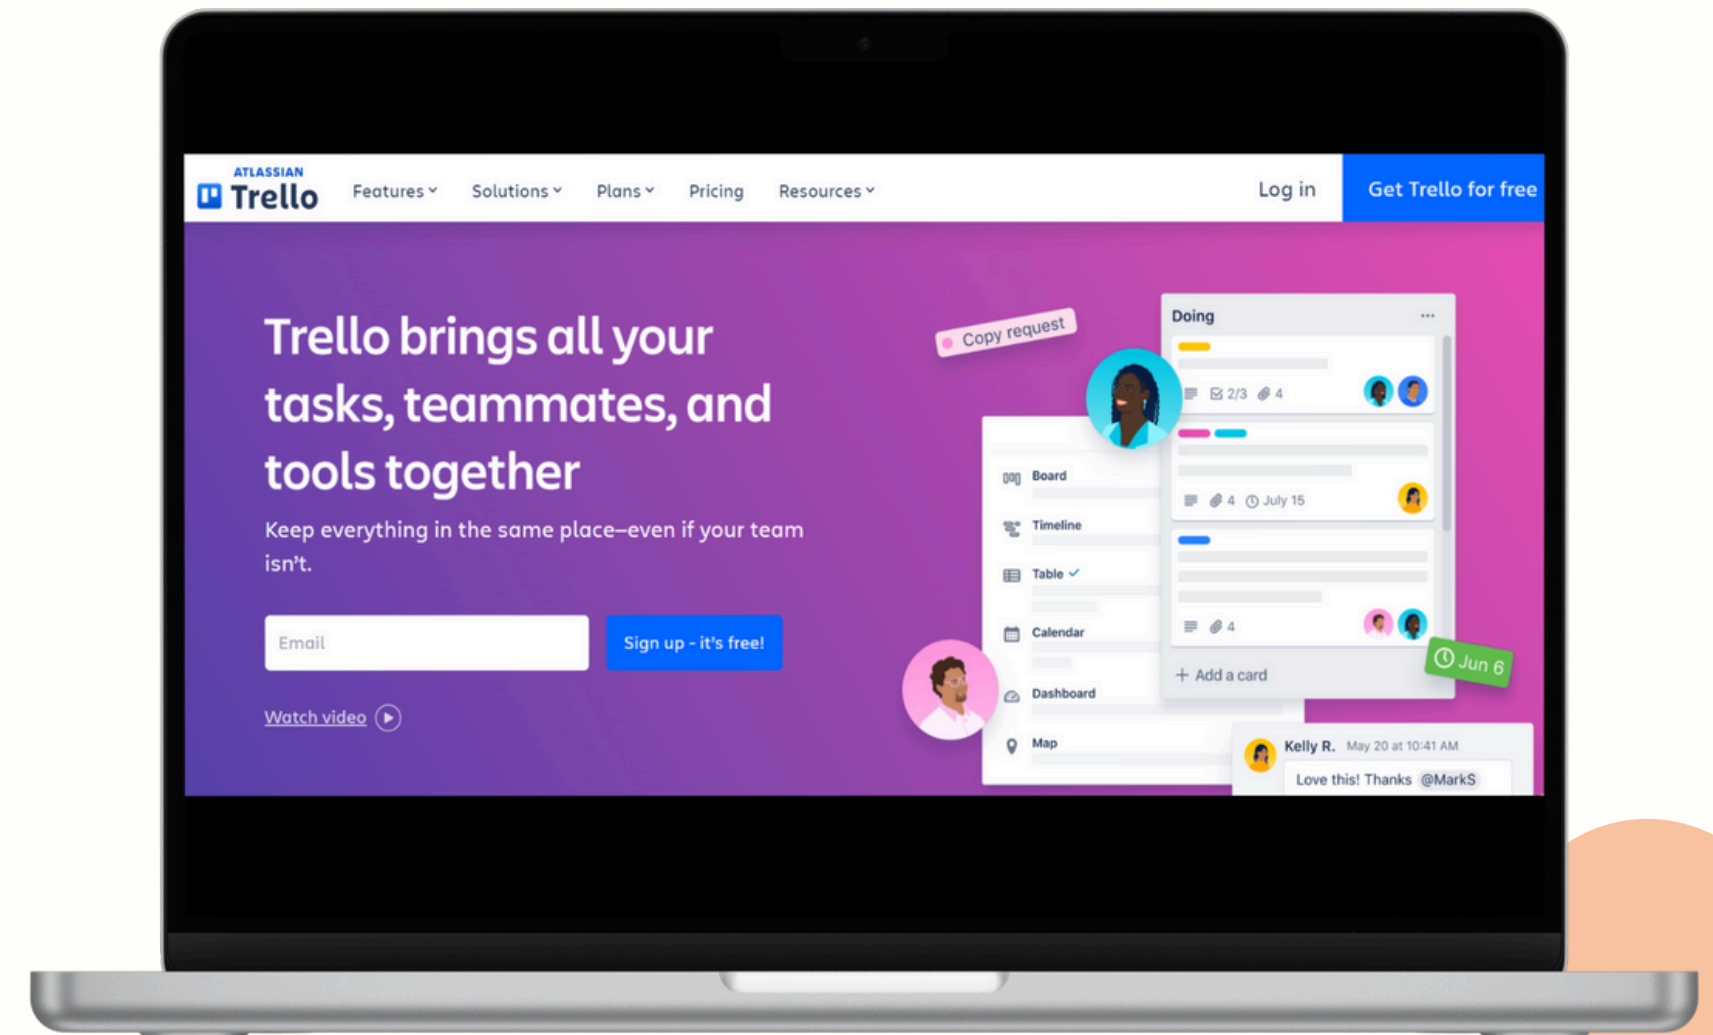 ATLASSIAN
Trello
Features
Solutions
Plans
Pricing
Resources
Log in
Get Trello for free
Trello brings all your
tasks, teammates, and
tools together
Keep everything in the same place–even if your team
isn't.
Email
Sign up - it's free!
Watch video
Copy request
Doing
2/3 4
4 July 15
4
+ Add a card
Jun 6
Board
Timeline
Table
Calendar
Dashboard
Map
Kelly R. May 20 at 10:41 AM
Love this! Thanks @MarkS